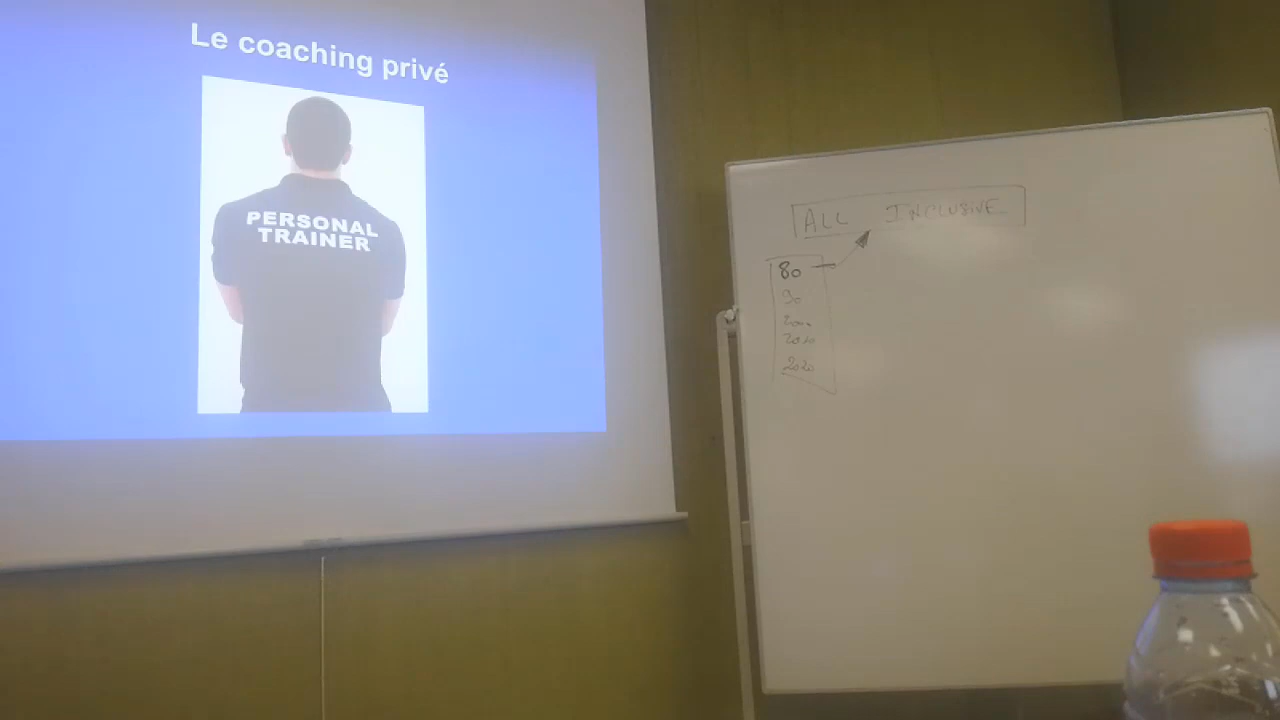 Le coaching privé
PERSONAL
TRAINER
ALL INCLUSIVE
80
90
2000
2010
2020